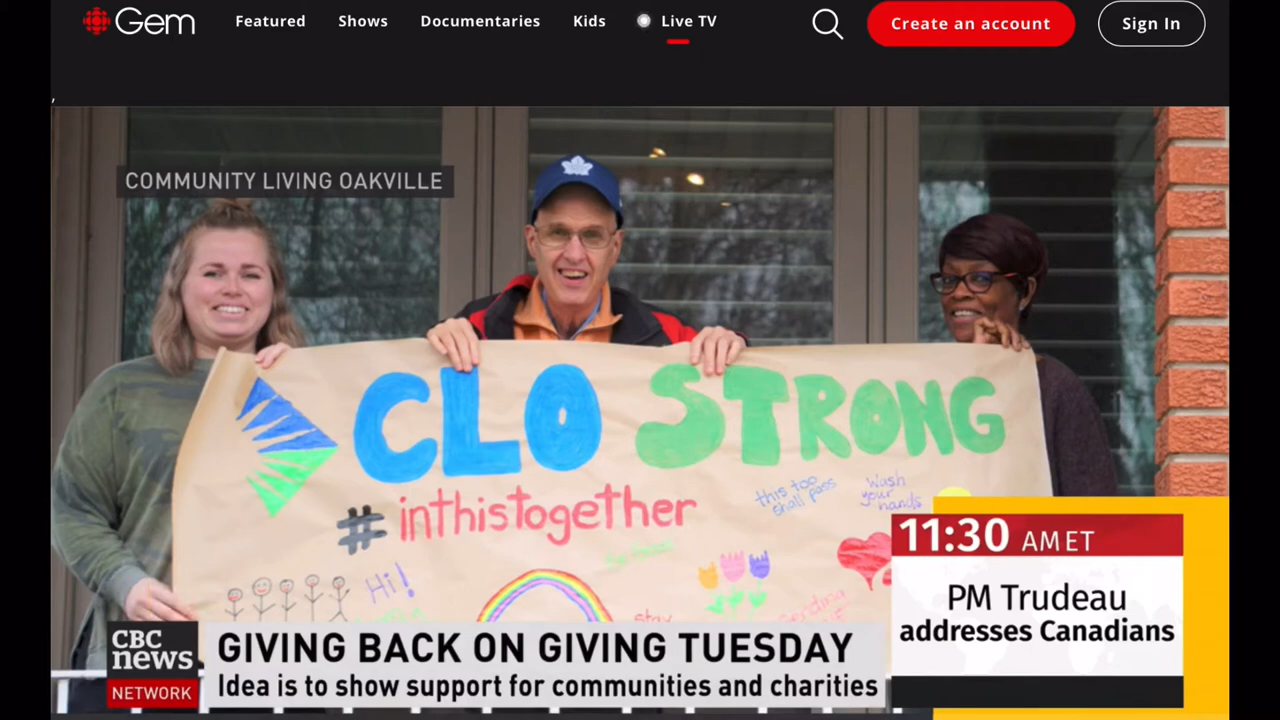 Gem
Featured
Shows
Documentaries
Kids
Live TV
Create an account
Sign In
,
COMMUNITY LIVING OAKVILLE
CLO STRONG
#inthistogether
this too
shall pass
Wash
your
hands
Hi!
stay
11:30 AM ET
PM Trudeau
addresses Canadians
CBC
news
NETWORK
GIVING BACK ON GIVING TUESDAY
Idea is to show support for communities and charities